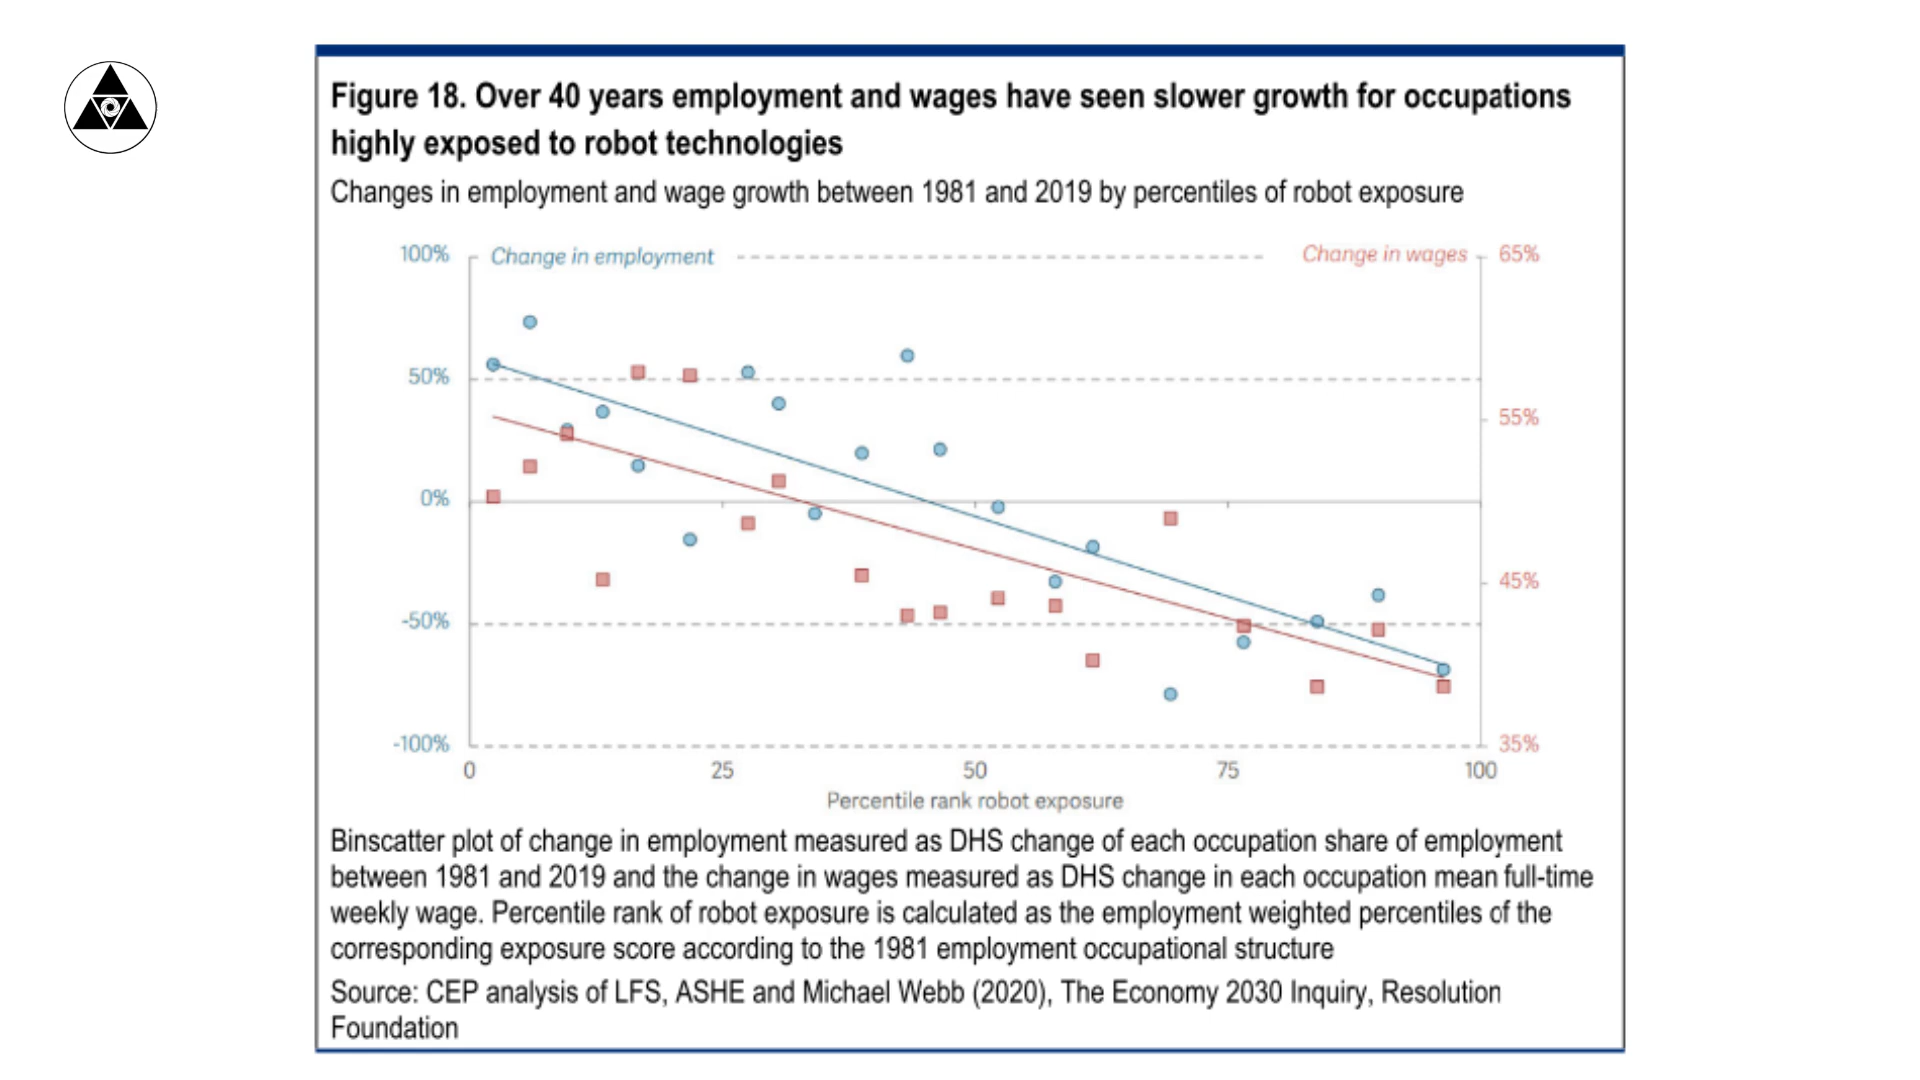 Figure 18. Over 40 years employment and wages have seen slower growth for occupations
highly exposed to robot technologies
Changes in employment and wage growth between 1981 and 2019 by percentiles of robot exposure
100% Change in employment Change in wages 65%
50%
55%
0%
45%
-50%
-100% 35%
0 25 50 75 100
Percentile rank robot exposure
Binscatter plot of change in employment measured as DHS change of each occupation share of employment
between 1981 and 2019 and the change in wages measured as DHS change in each occupation mean full-time
weekly wage. Percentile rank of robot exposure is calculated as the employment weighted percentiles of the
corresponding exposure score according to the 1981 employment occupational structure
Source: CEP analysis of LFS, ASHE and Michael Webb (2020), The Economy 2030 Inquiry, Resolution
Foundation